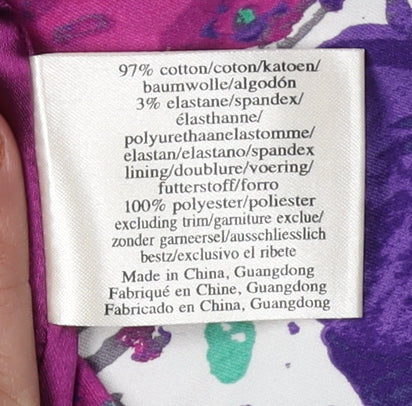 97% cotton/coton/katoen/
baumwolle/algodón
3% elastane/spandex/
élasthanne/
polyurethaanelastomme/
elastan/elastano/spandex
lining/doublure/voering/
futterstoff/forro
100% polyester/poliester
excluding trim/garniture exclue/
zonder garneersel/ausschliesslich
bestz/exclusivo el ribete
Made in China, Guangdong
Fabriqué en Chine, Guangdong
Fabricado en China, Guangdong